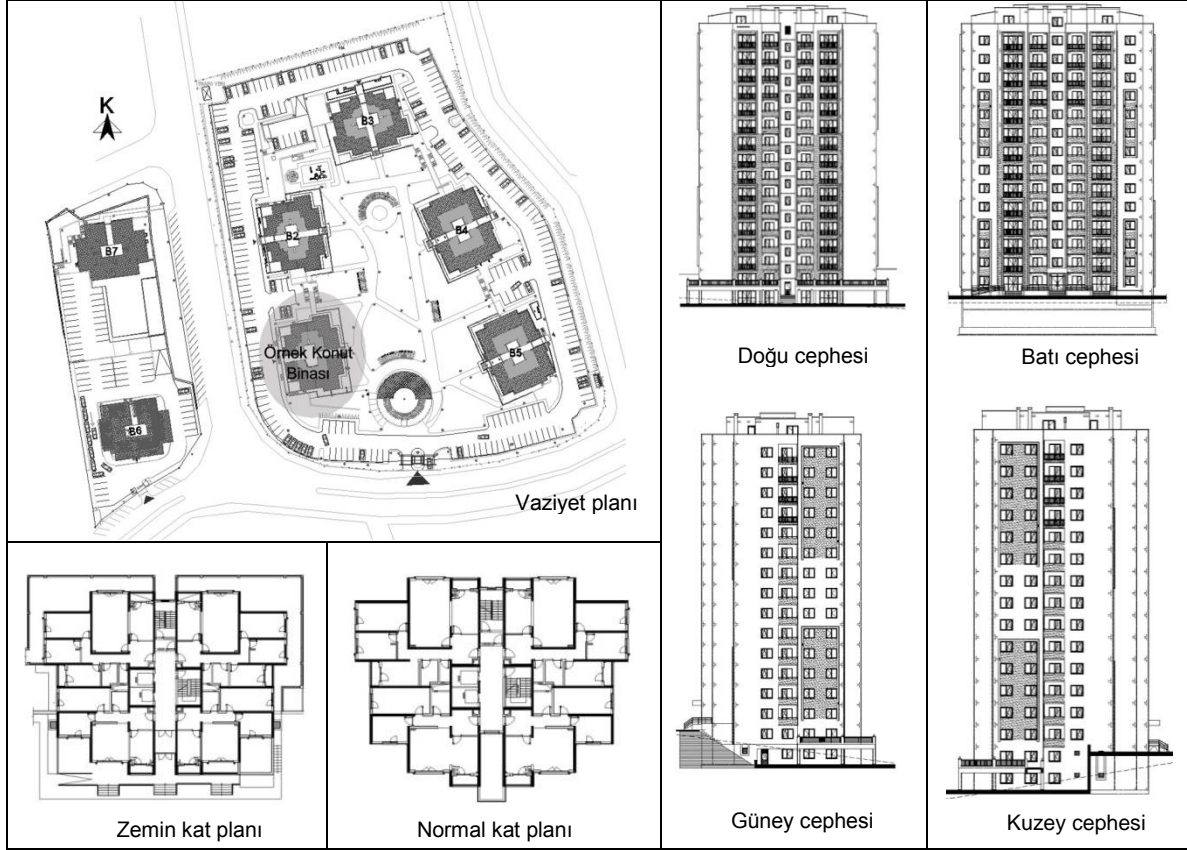 K
B3
B2
B4
B7
Örnek Konut
Binası
B5
B6
Vaziyet planı
Doğu cephesi
Batı cephesi
Zemin kat planı
Normal kat planı
Güney cephesi
Kuzey cephesi